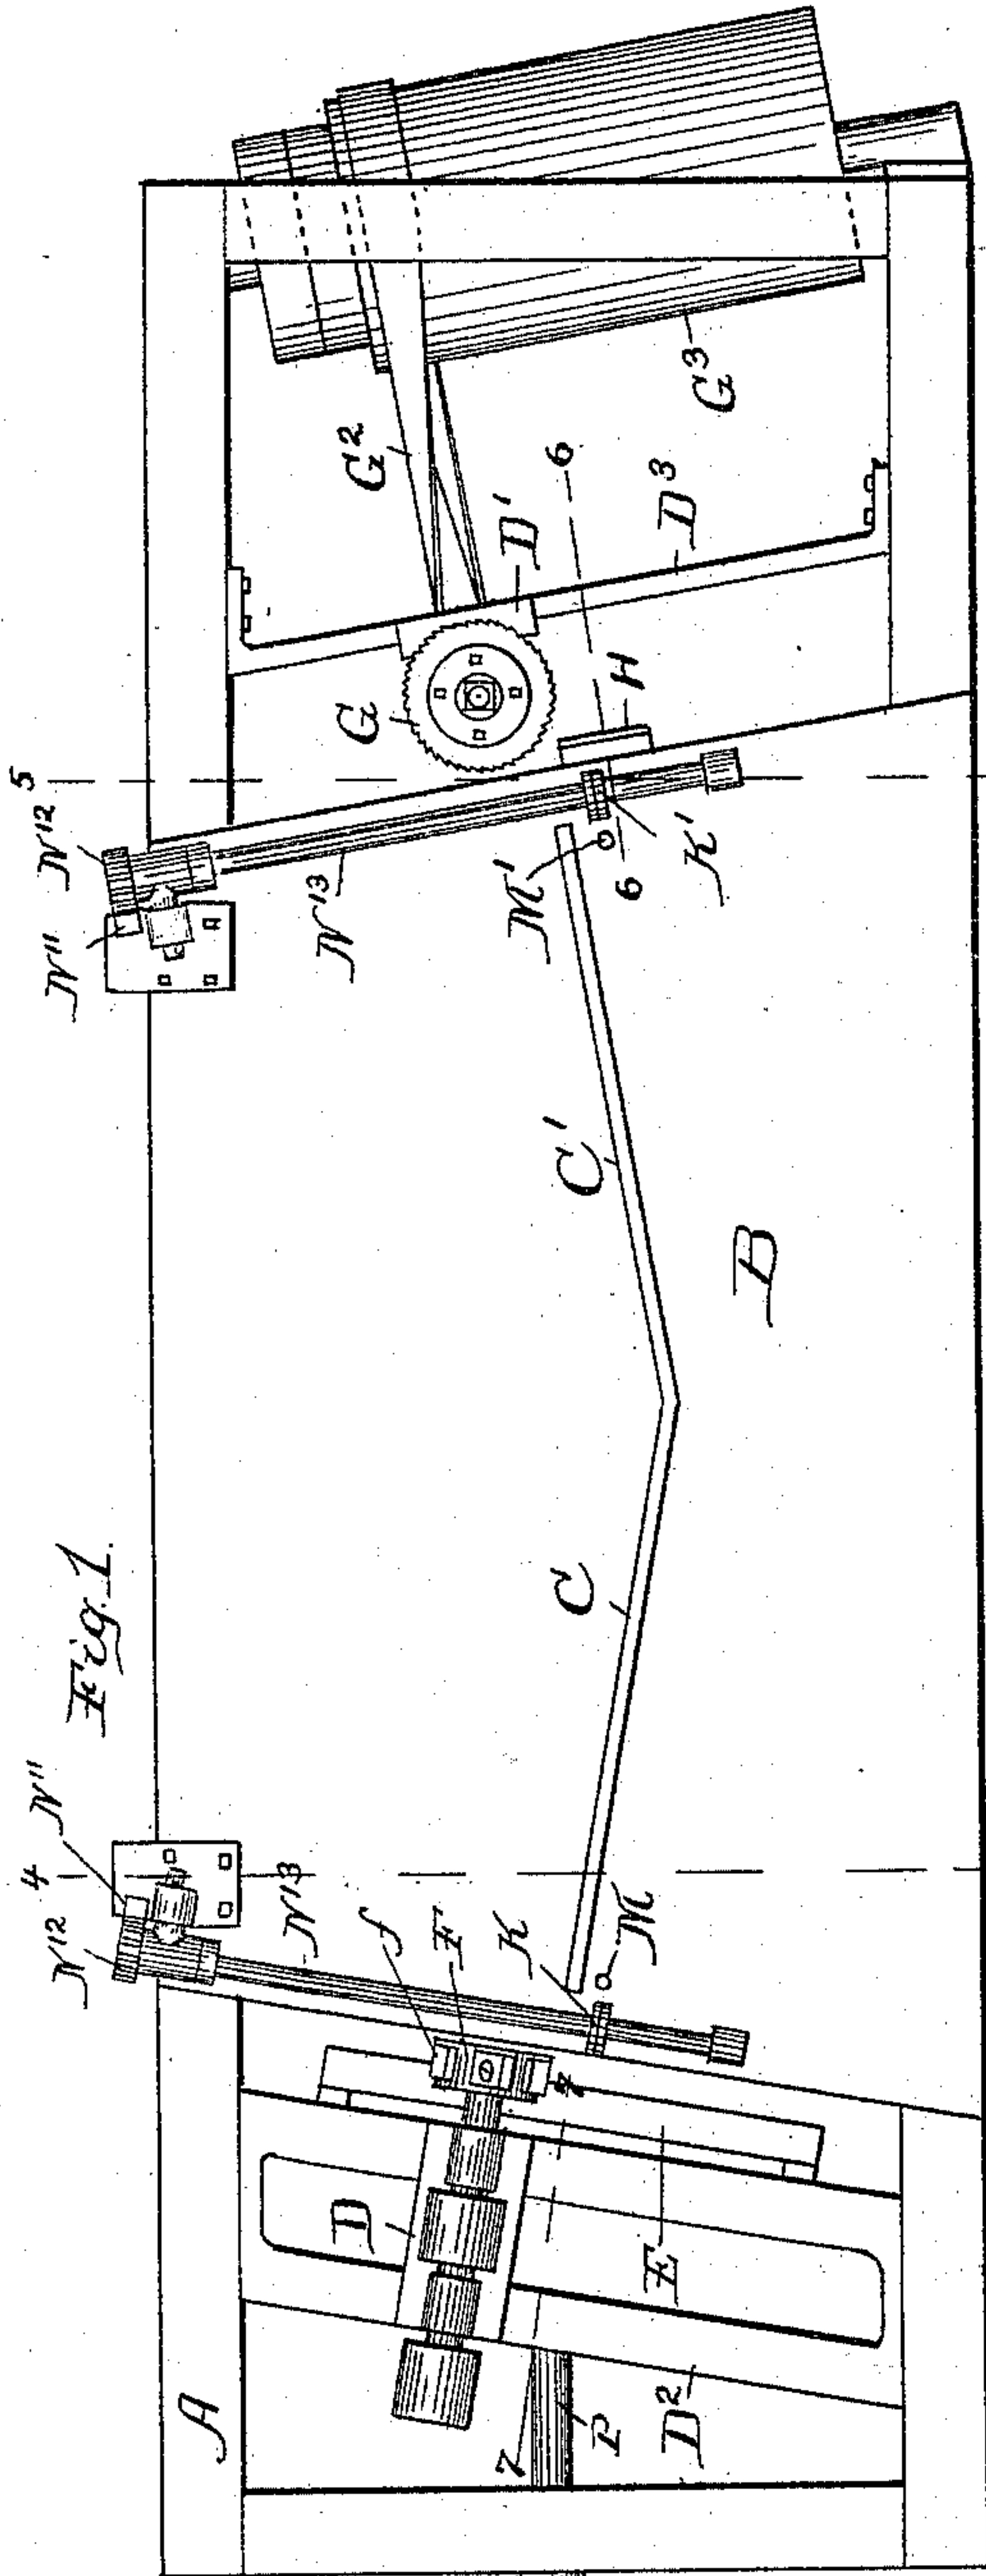 Fig. 1.
5
N¹²
N¹¹
N¹³
G
G²
G³
D'
6
D³
H
M'
6
K'
C'
B
C
4
N¹¹
N¹²
N¹³
f
F
K
M
7
D
E
A
7
P
D²